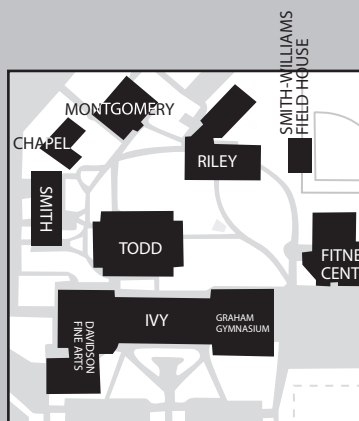 SMITH-WILLIAMS
FIELD HOUSE
MONTGOMERY
CHAPEL
RILEY
SMITH
TODD
FITNE
CENT
IVY
GRAHAM
GYMNASIUM
DAVIDSON
FINE ARTS